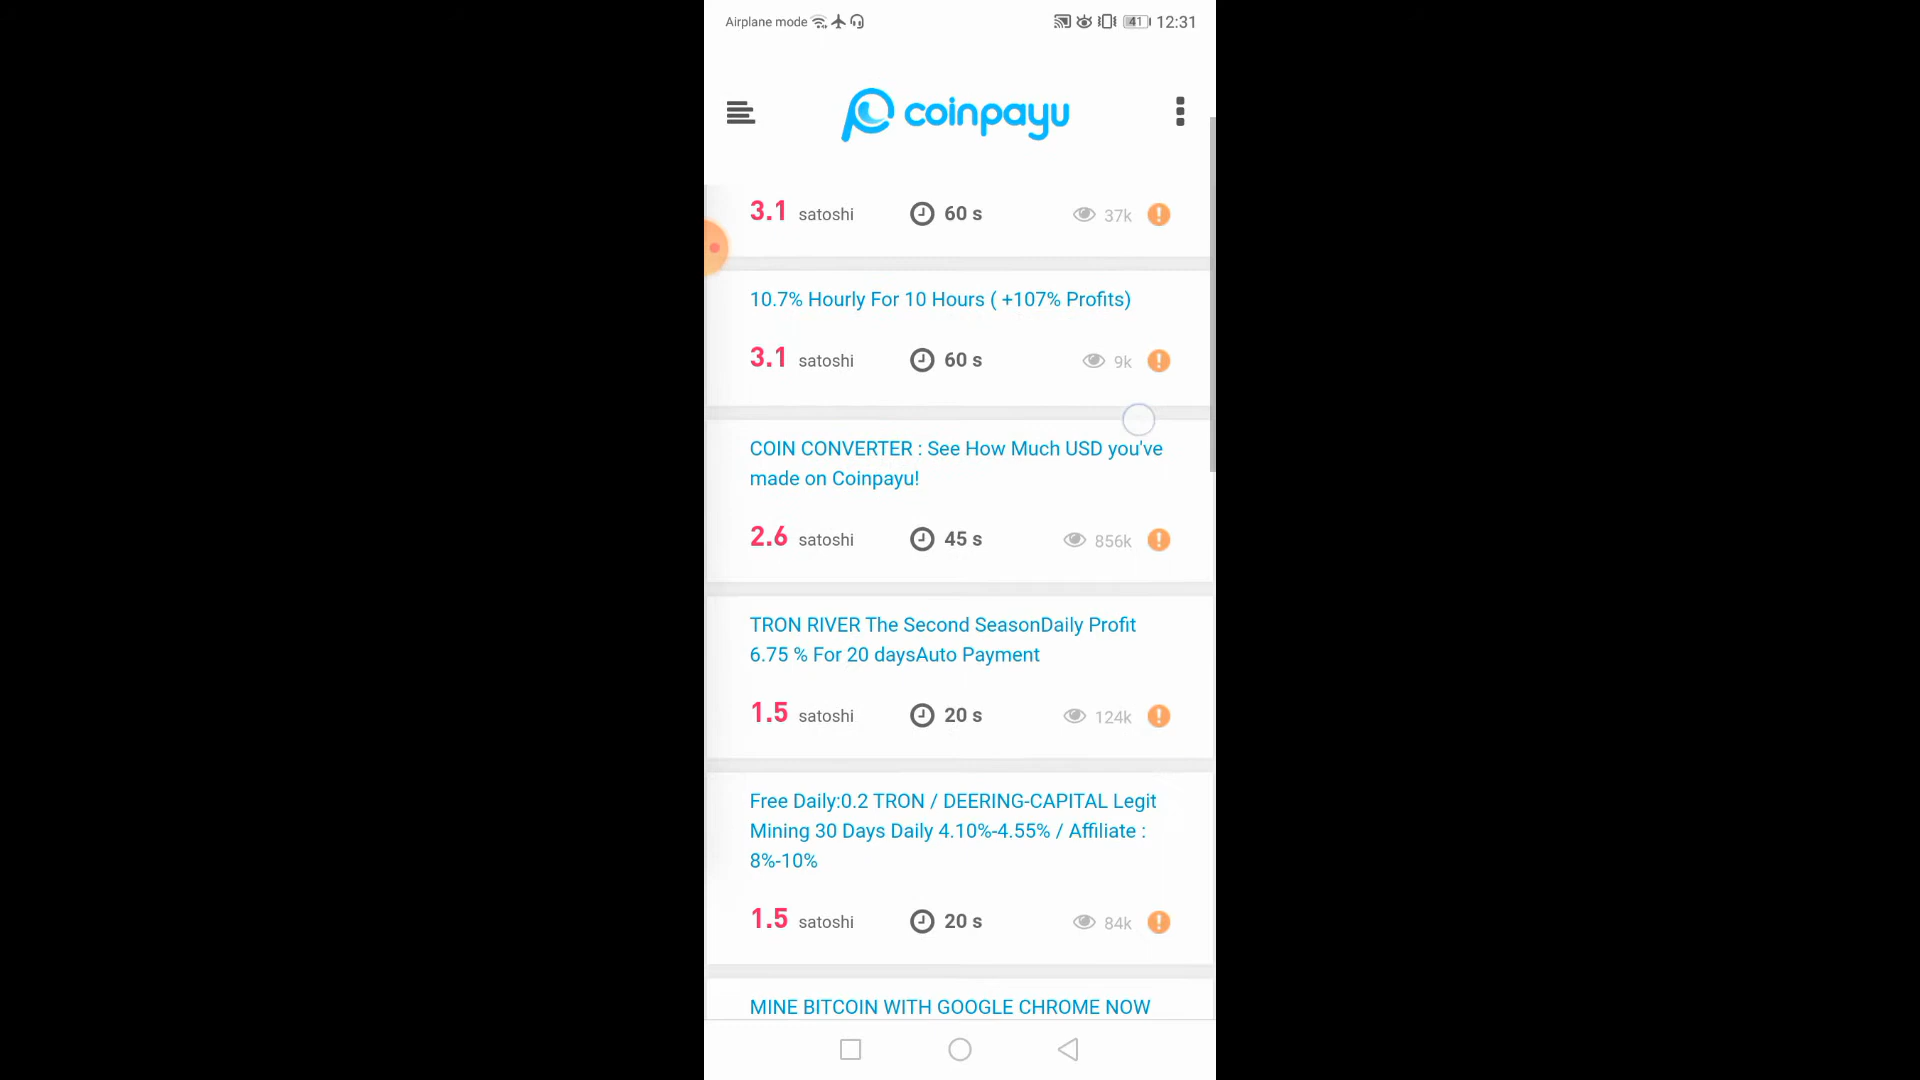 Airplane mode 41 12:31
coinpayu
3.1 satoshi 60 s 37k
10.7% Hourly For 10 Hours ( +107% Profits)
3.1 satoshi 60 s 9k
COIN CONVERTER : See How Much USD you've
made on Coinpayu!
2.6 satoshi 45 s 856k
TRON RIVER The Second SeasonDaily Profit
6.75 % For 20 daysAuto Payment
1.5 satoshi 20 s 124k
Free Daily:0.2 TRON / DEERING-CAPITAL Legit
Mining 30 Days Daily 4.10%-4.55% / Affiliate :
8%-10%
1.5 satoshi 20 s 84k
MINE BITCOIN WITH GOOGLE CHROME NOW